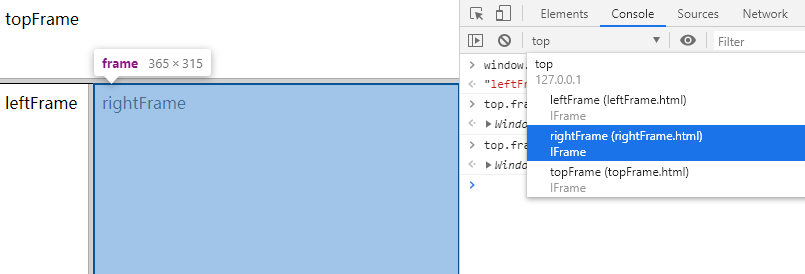 topFrame
frame 365 × 315
leftFrame
rightFrame
Elements Console Sources Network
top
Filter
window.
"leftF
top.fra
Windo
top.fra
Windo
top
127.0.0.1
leftFrame (leftFrame.html)
IFrame
rightFrame (rightFrame.html)
IFrame
topFrame (topFrame.html)
IFrame